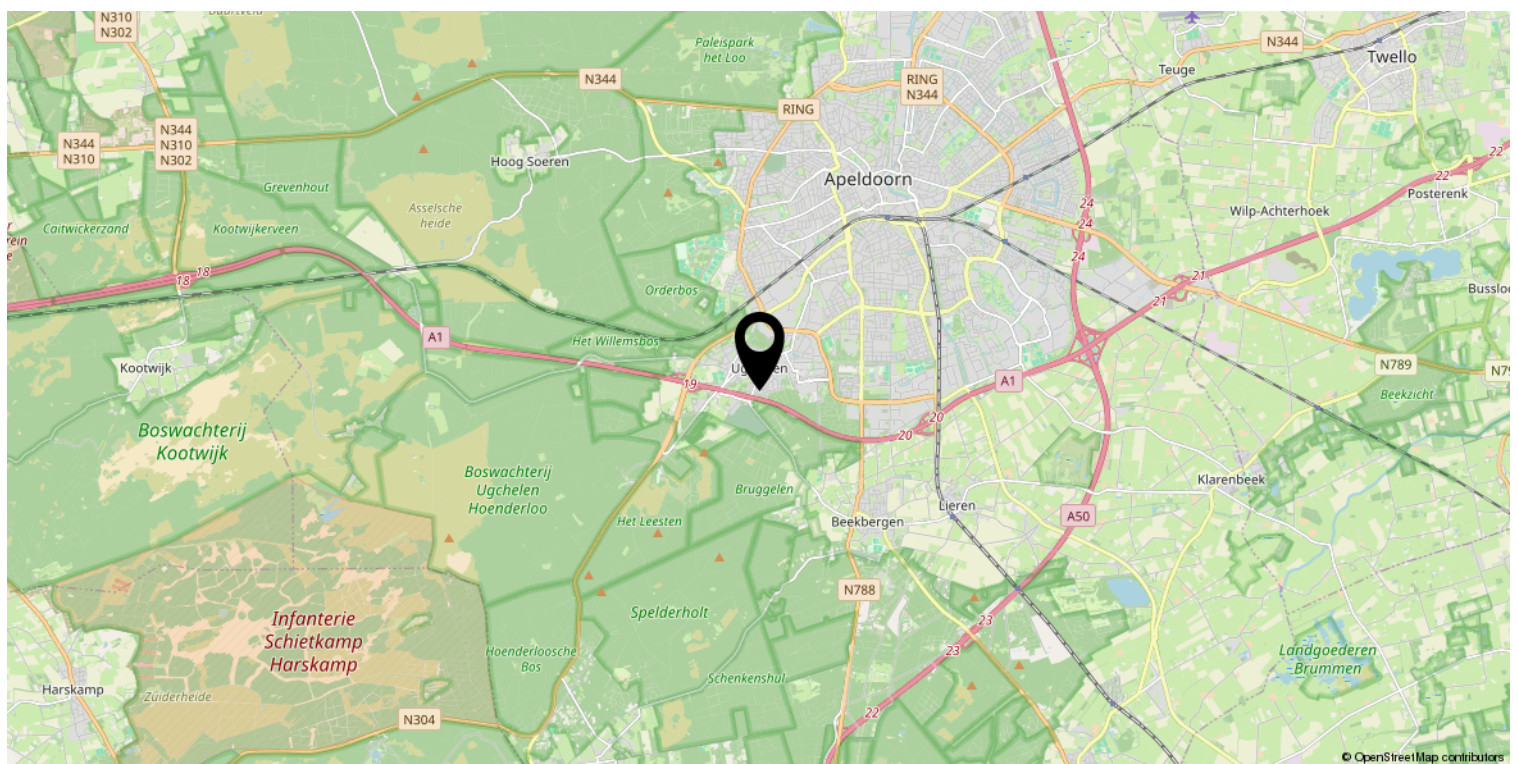 N310
N302
Paleispark
het Loo
N344
RING
RING
N344
N344
Twello
Teuge
N344
N310
N344
N310
N302
Hoog Soeren
Grevenhout
Apeldoorn
22
22
Posterenk
Asselsche
heide
Caitwickerzand
Kootwijkerveen
24
24
24
Wilp-Achterhoek
18
18
21
21
Orderbos
A1
Het Willemsbos
Kootwijk
19
A1
N789
Beekzicht
Boswachterij
Kootwijk
20
20
Boswachterij
Ugchelen
Hoenderloo
Bruggelen
Klarenbeek
Het Leesten
Beekbergen
Lieren
A50
N788
Infanterie
Schietkamp
Harskamp
Spelderholt
23
23
Hoenderloosche
Bos
Landgoederen
Brummen
Schenkenshul
Harskamp
Zuiderheide
N304
22
© OpenStreetMap contributors